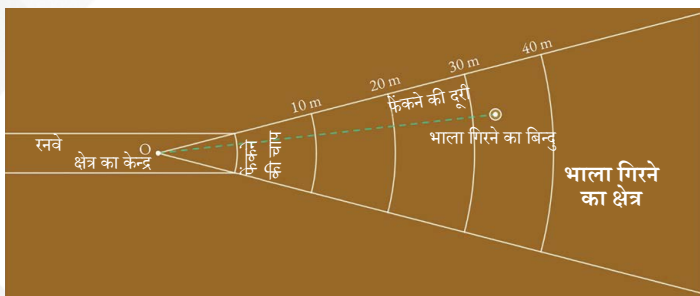 40 m
30 m
20 m
10 m
फेंकने की दूरी
रनवे
O
क्षेत्र का केन्द्र
फेंकने
की चाप
भाला गिरने का बिन्दु
भाला गिरने
का क्षेत्र